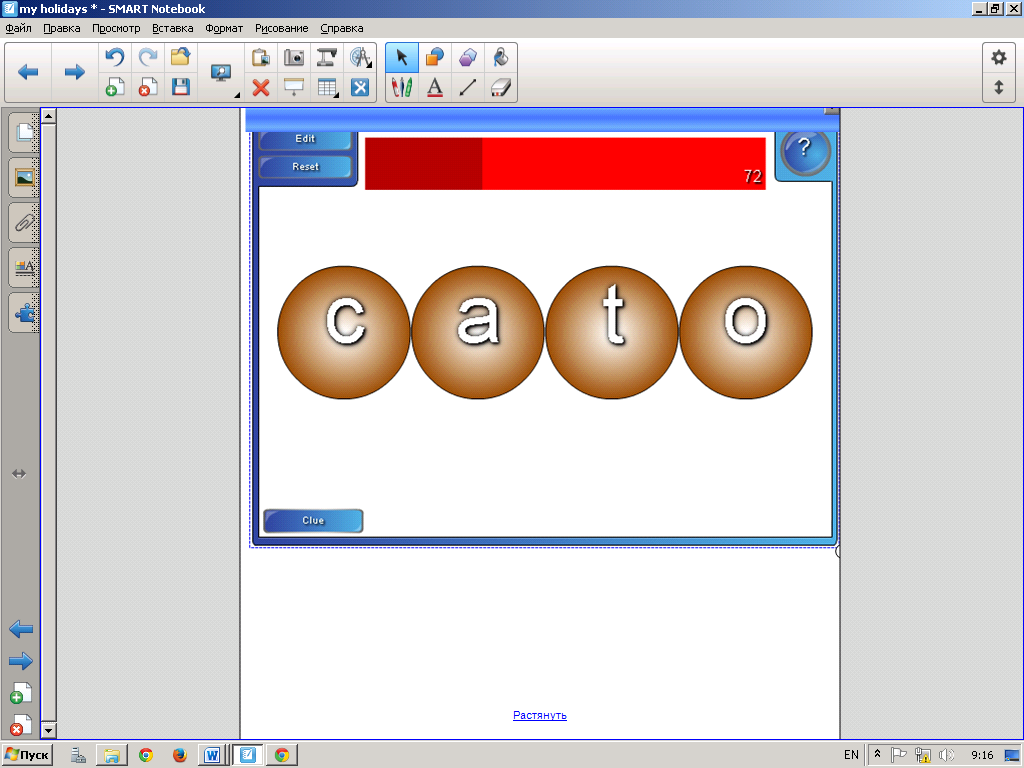 my holidays * - SMART Notebook
Файл Правка Просмотр Вставка Формат Рисование Справка
Edit
Reset
72
?
c a t o
Clue
Растянуть
Пуск
EN 9:16